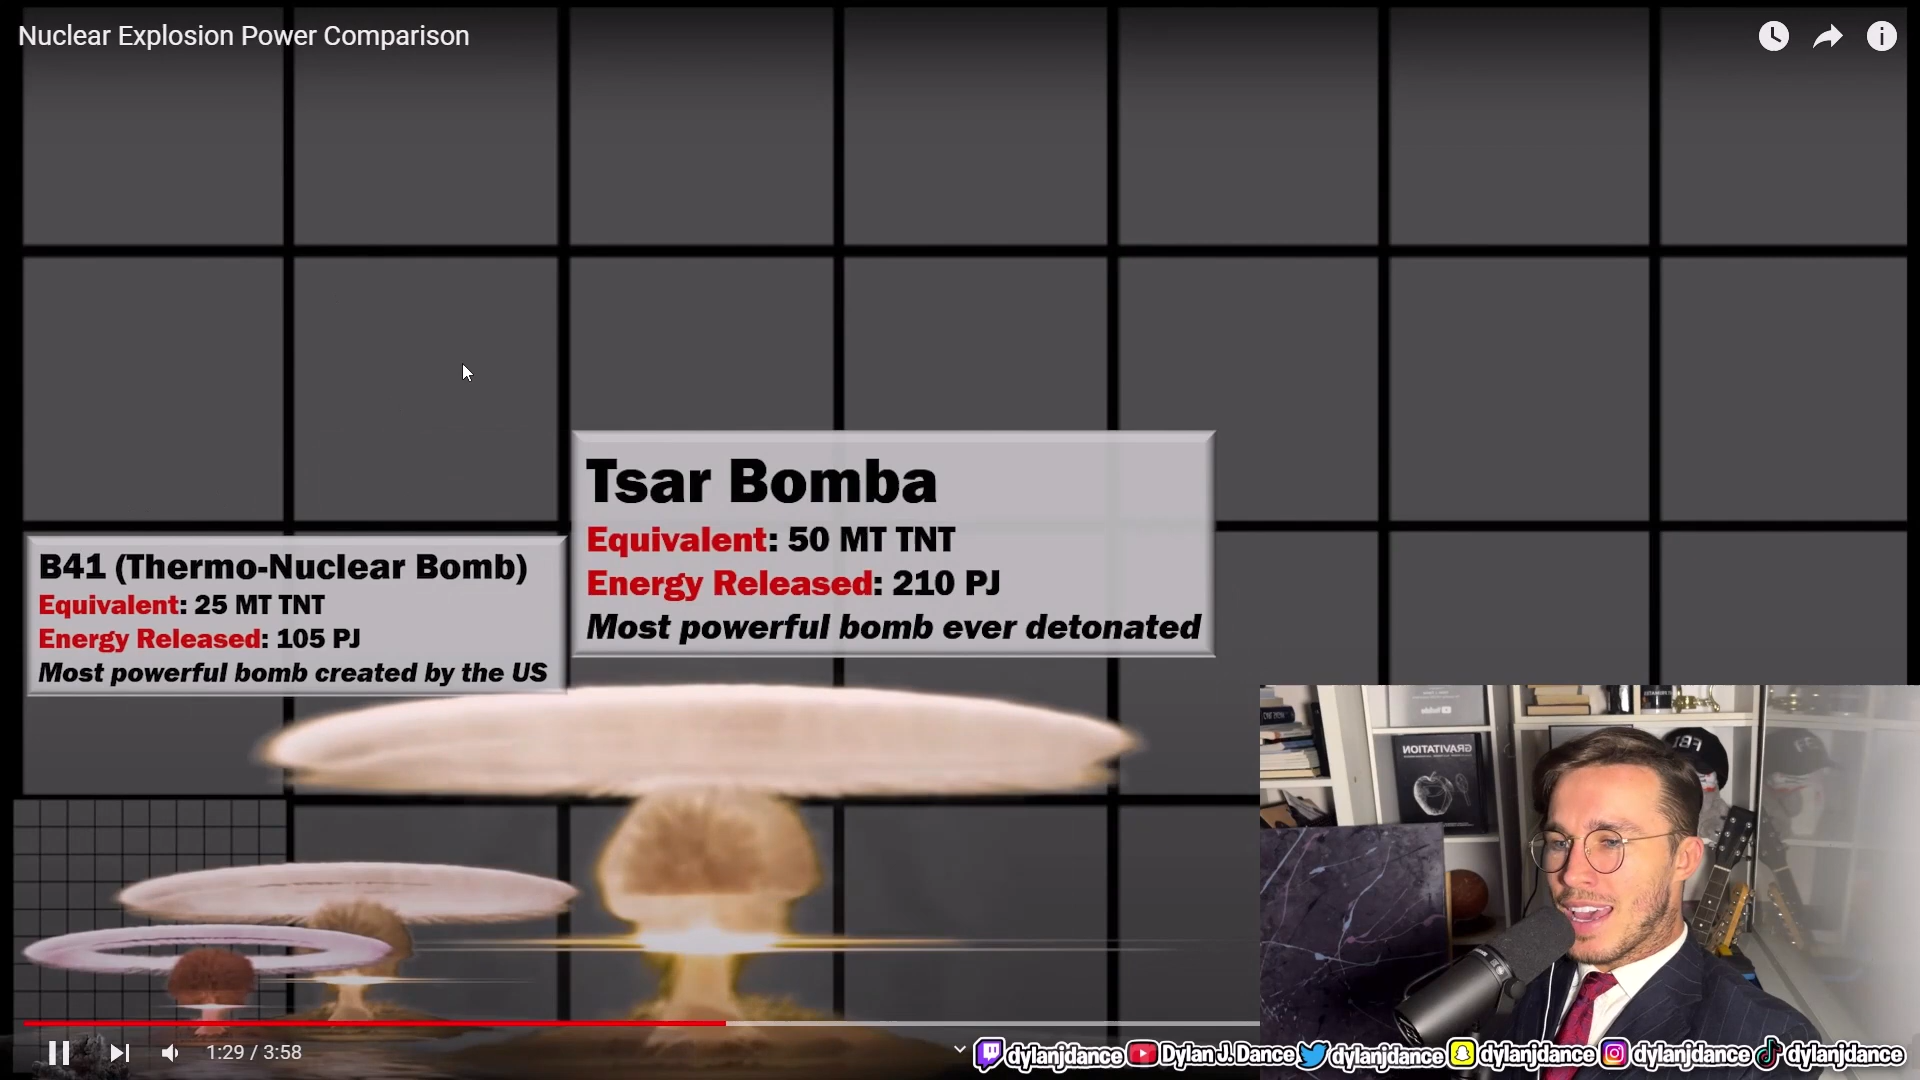 Nuclear Explosion Power Comparison
Tsar Bomba
Equivalent: 50 MT TNT
Energy Released: 210 PJ
Most powerful bomb ever detonated
B41 (Thermo-Nuclear Bomb)
Equivalent: 25 MT TNT
Energy Released: 105 PJ
Most powerful bomb created by the US
GRAVITATION
FBI
1:29 / 3:58
dylanjdance Dylan J. Dance dylanjdance dylanjdance dylanjdance dylanjdance